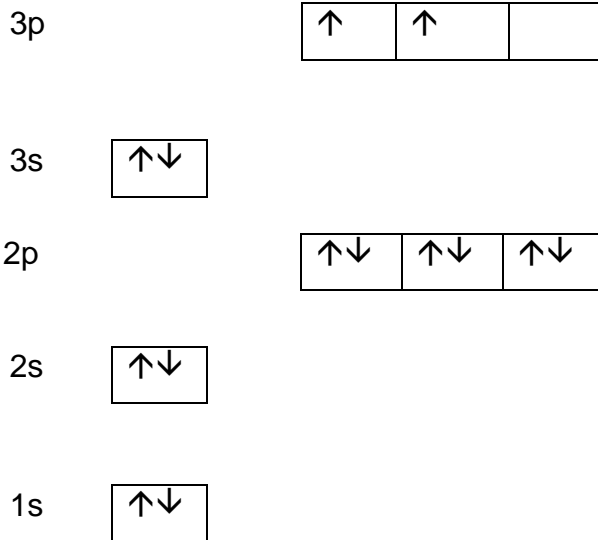 3p ↑ ↑
3s ↑↓
2p ↑↓ ↑↓ ↑↓
2s ↑↓
1s ↑↓